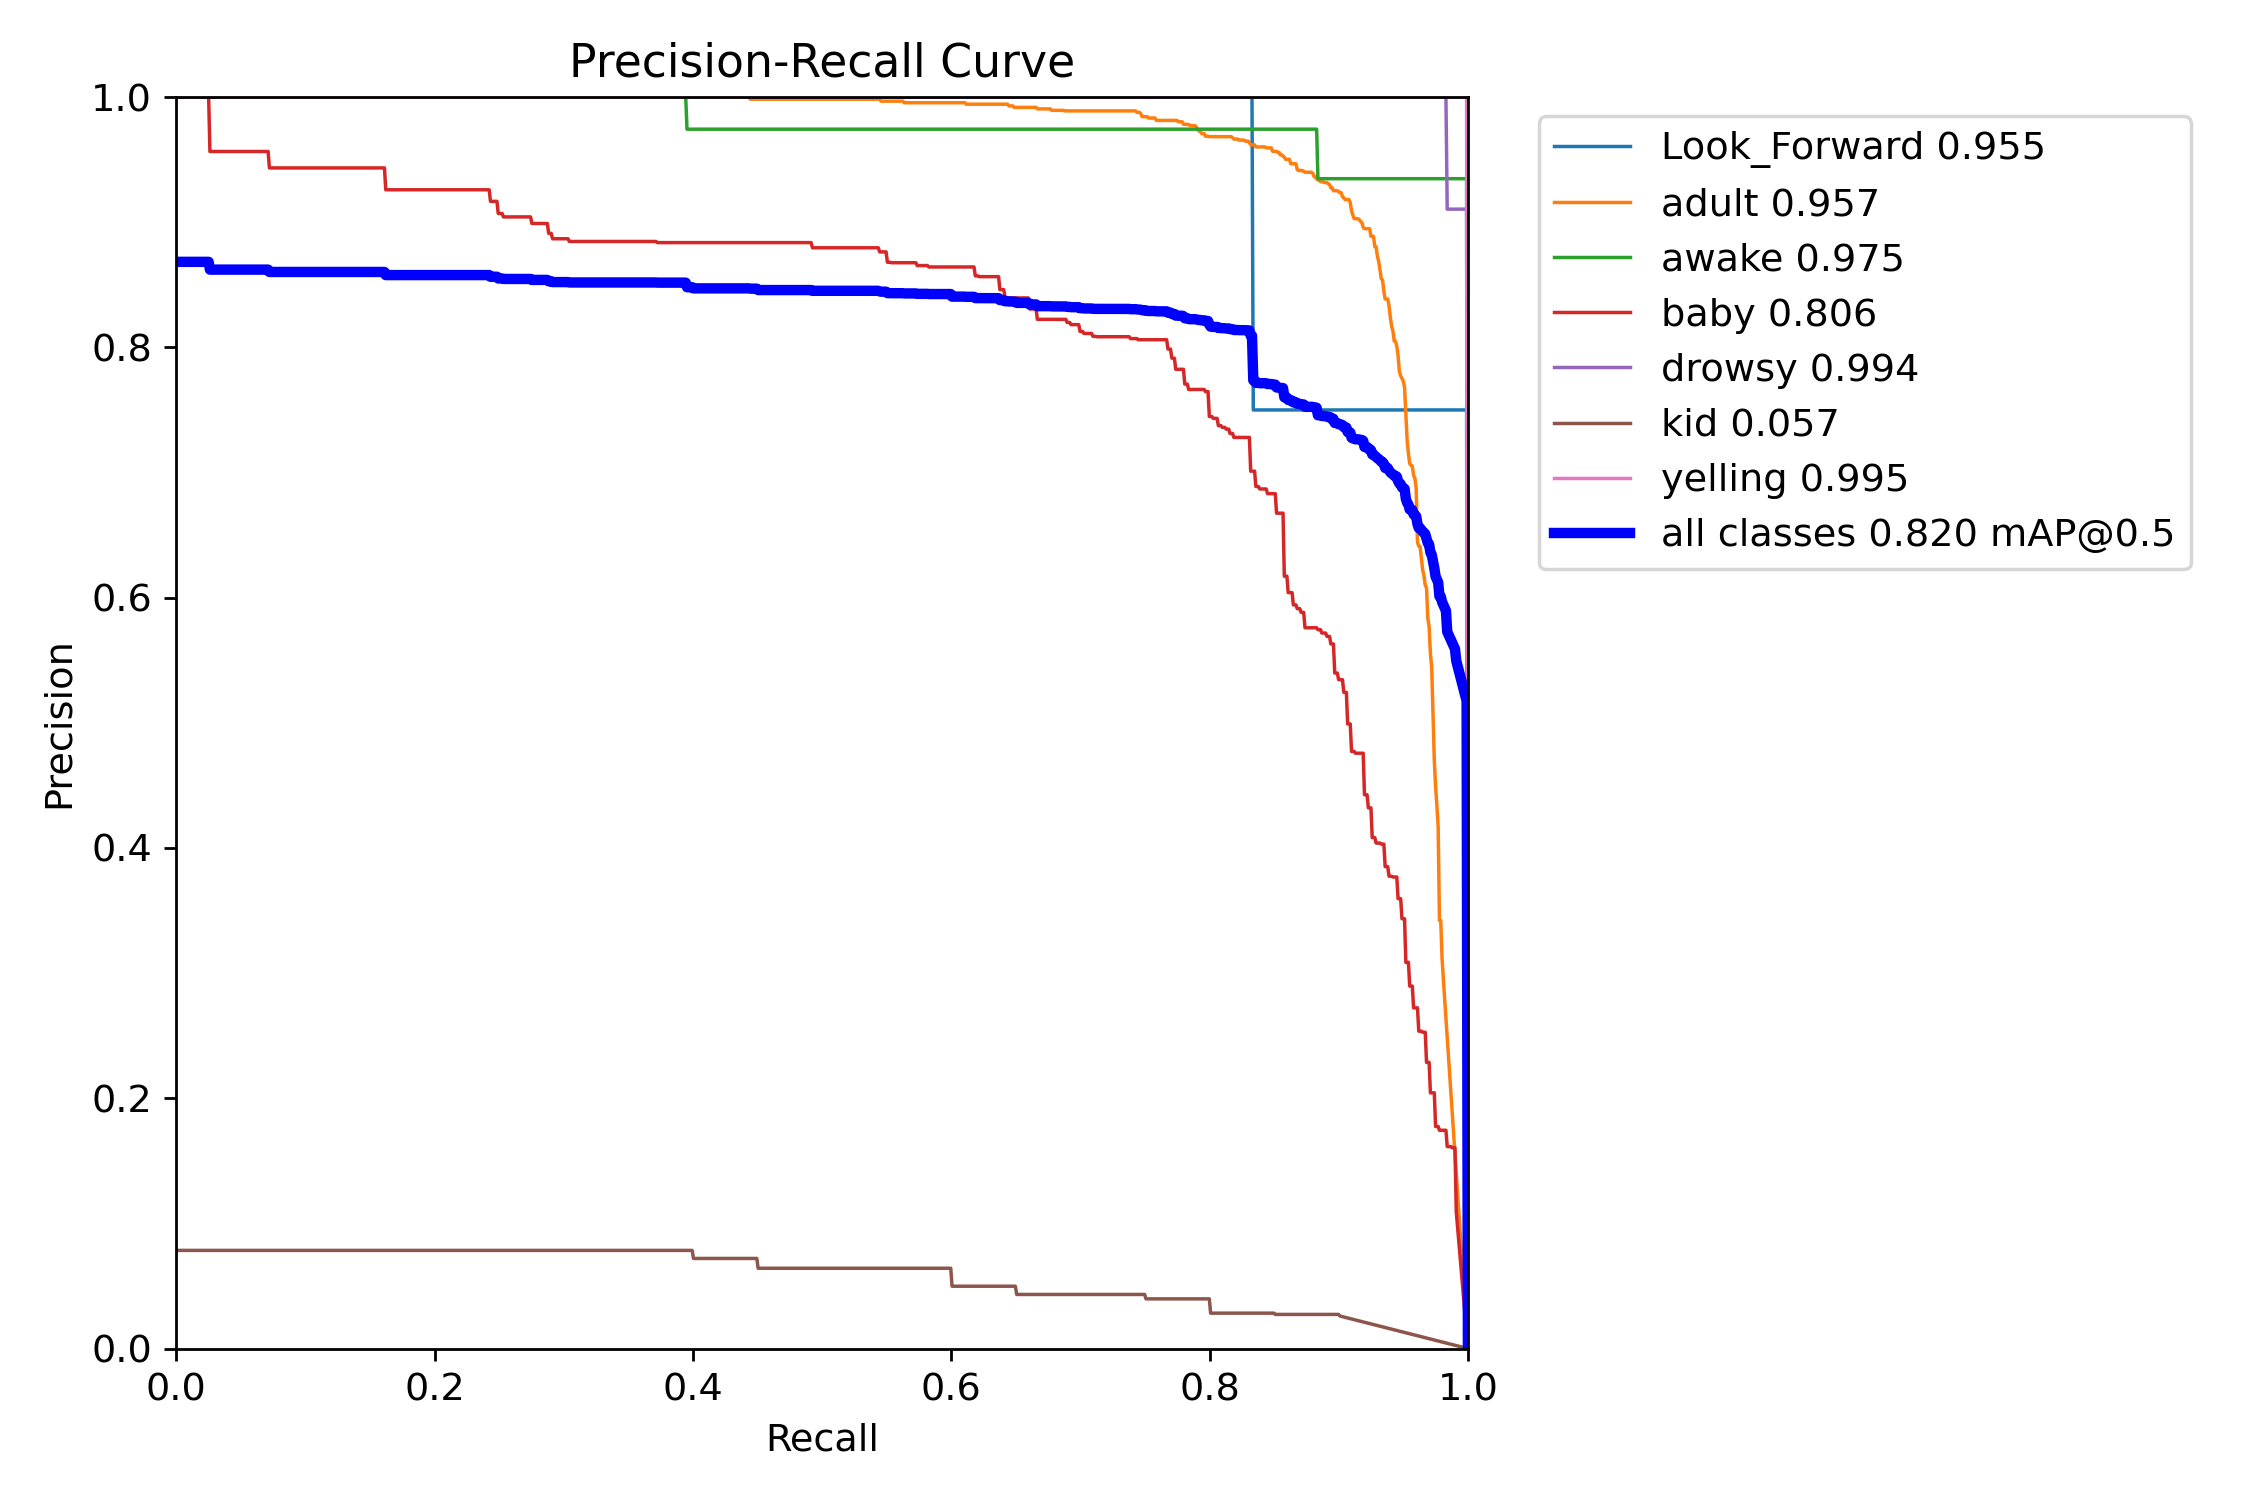 Precision-Recall Curve
1.0
0.8
0.6
0.4
0.2
0.0
Precision
0.0 0.2 0.4 0.6 0.8 1.0
Recall
Look_Forward 0.955
adult 0.957
awake 0.975
baby 0.806
drowsy 0.994
kid 0.057
yelling 0.995
all classes 0.820 mAP@0.5